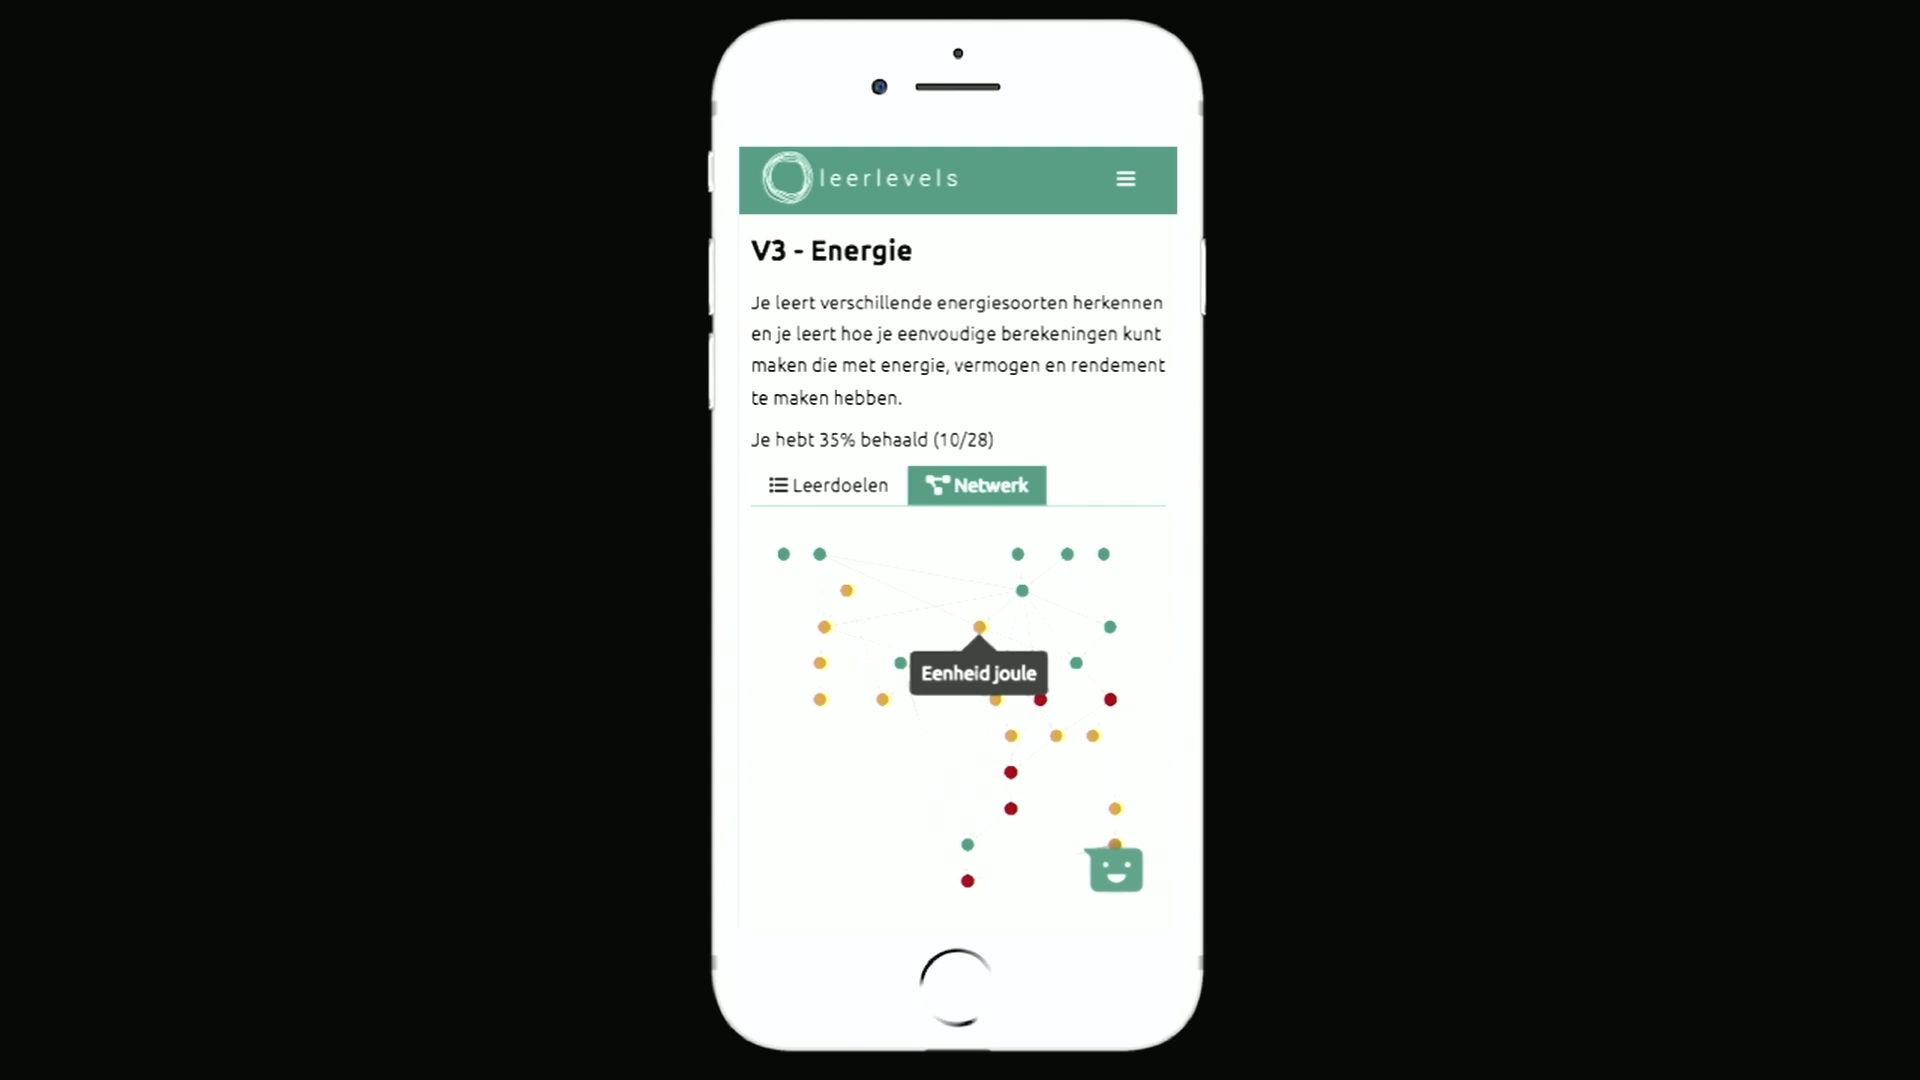 leerlevels
V3 - Energie
Je leert verschillende energiesoorten herkennen
en je leert hoe je eenvoudige berekeningen kunt
maken die met energie, vermogen en rendement
te maken hebben.
Je hebt 35% behaald (10/28)
Leerdoelen Netwerk
Eenheid joule